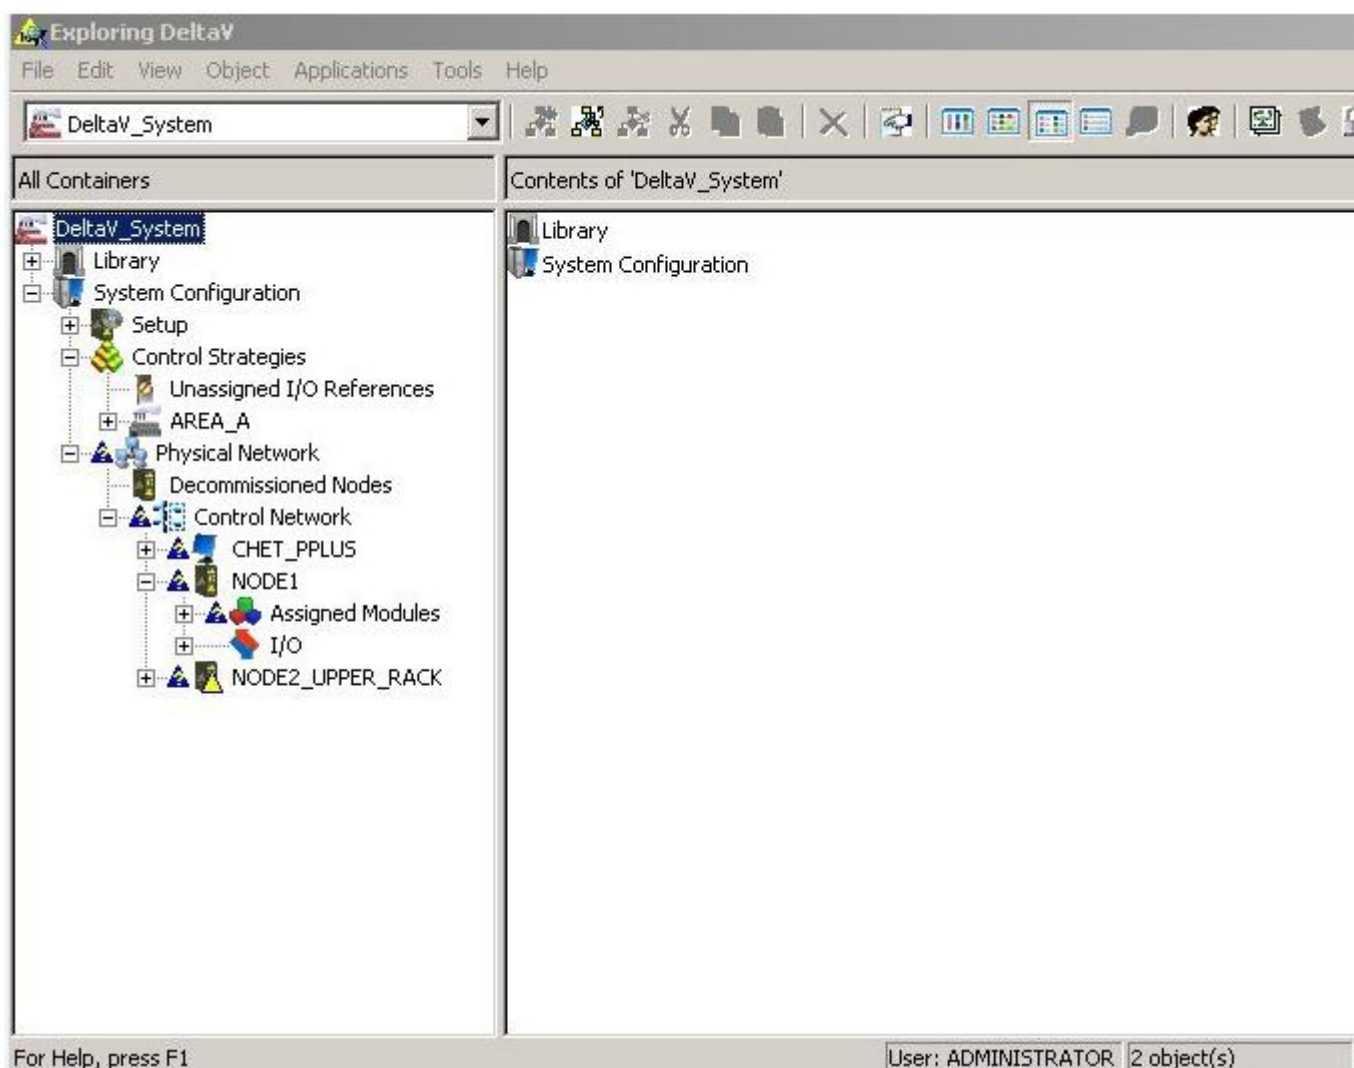 Exploring DeltaV
File Edit View Object Applications Tools Help
DeltaV_System
All Containers
Contents of 'DeltaV_System'
DeltaV_System
Library
System Configuration
Setup
Control Strategies
Unassigned I/O References
AREA_A
Physical Network
Decommissioned Nodes
Control Network
CHET_PPLUS
NODE1
Assigned Modules
I/O
NODE2_UPPER_RACK
Library
System Configuration
For Help, press F1
User: ADMINISTRATOR
2 object(s)